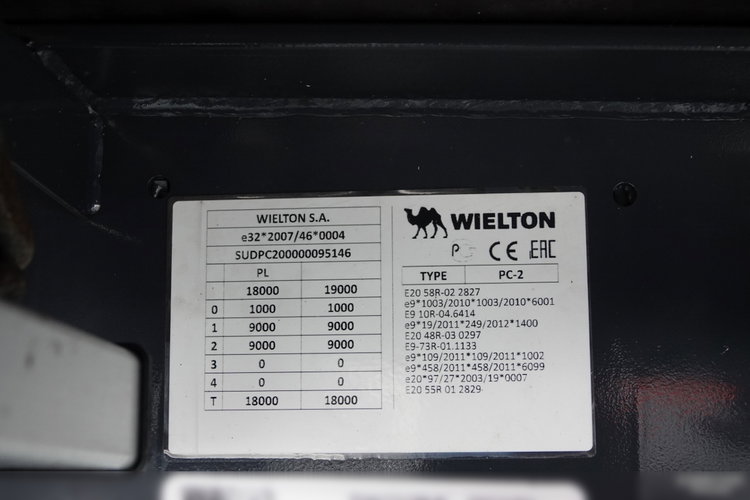 WIELTON S.A.
e32*2007/46*0004
SUDPC200000095146
PL
18000 19000
0 1000 1000
1 9000 9000
2 9000 9000
3 0 0
4 0 0
T 18000 18000
WIELTON
CE EAC
TYPE PC-2
E20 58R-02 2827
e9*1003/2010*1003/2010*6001
E9 10R-04.6414
e9*19/2011*249/2012*1400
E20 48R-03 0297
E9-73R-01.1133
e9*109/2011*109/2011*1002
e9*458/2011*458/2011*6099
e20*97/27*2003/19*0007
E20 55R 01 2829